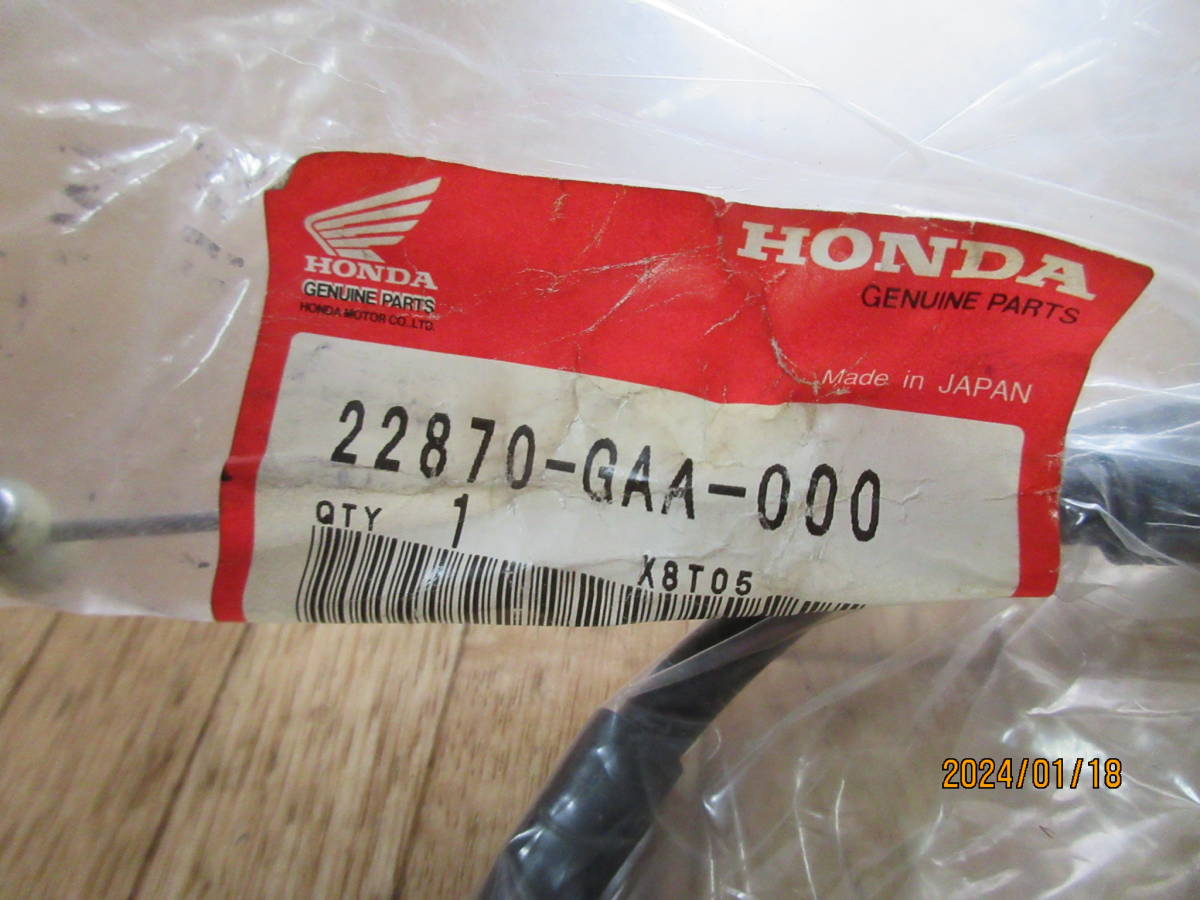 HONDA
GENUINE PARTS
HONDA MOTOR CO.,LTD.
HONDA
GENUINE PARTS
Made in JAPAN
22870-GAA-000
QTY 1
X8T05
2024/01/18